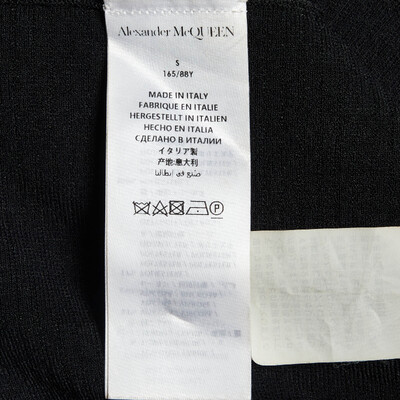 Alexander McQUEEN
S
165/88Y
MADE IN ITALY
FABRIQUE EN ITALIE
HERGESTELLT IN ITALIEN
HECHO EN ITALIA
СДЕЛАНО В ИТАЛИИ
イタリア製
产地:意大利
صنع في إيطاليا
P